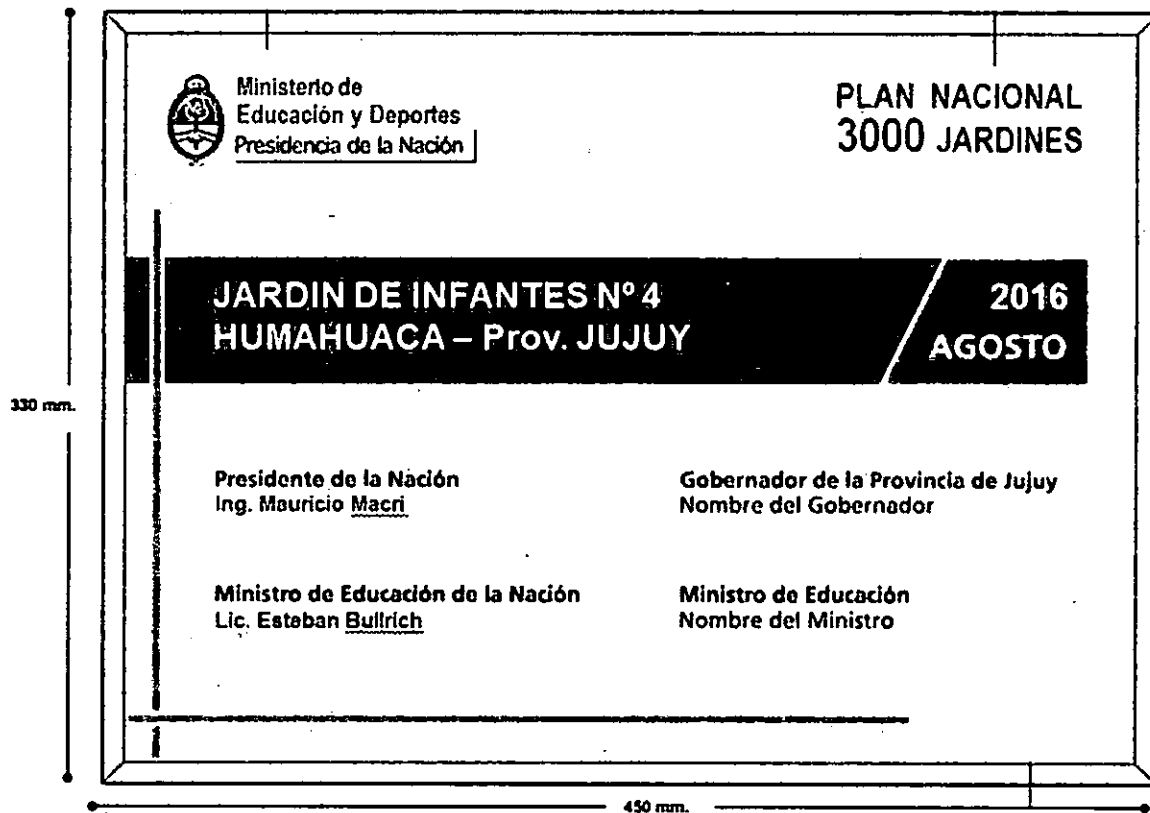 Ministerio de
Educación y Deportes
Presidencia de la Nación
PLAN NACIONAL
3000 JARDINES
JARDIN DE INFANTES Nº 4
HUMAHUACA – Prov. JUJUY
2016
AGOSTO
330 mm.
Presidente de la Nación
Ing. Mauricio Macri
Gobernador de la Provincia de Jujuy
Nombre del Gobernador
Ministro de Educación de la Nación
Lic. Esteban Bullrich
Ministro de Educación
Nombre del Ministro
450 mm.